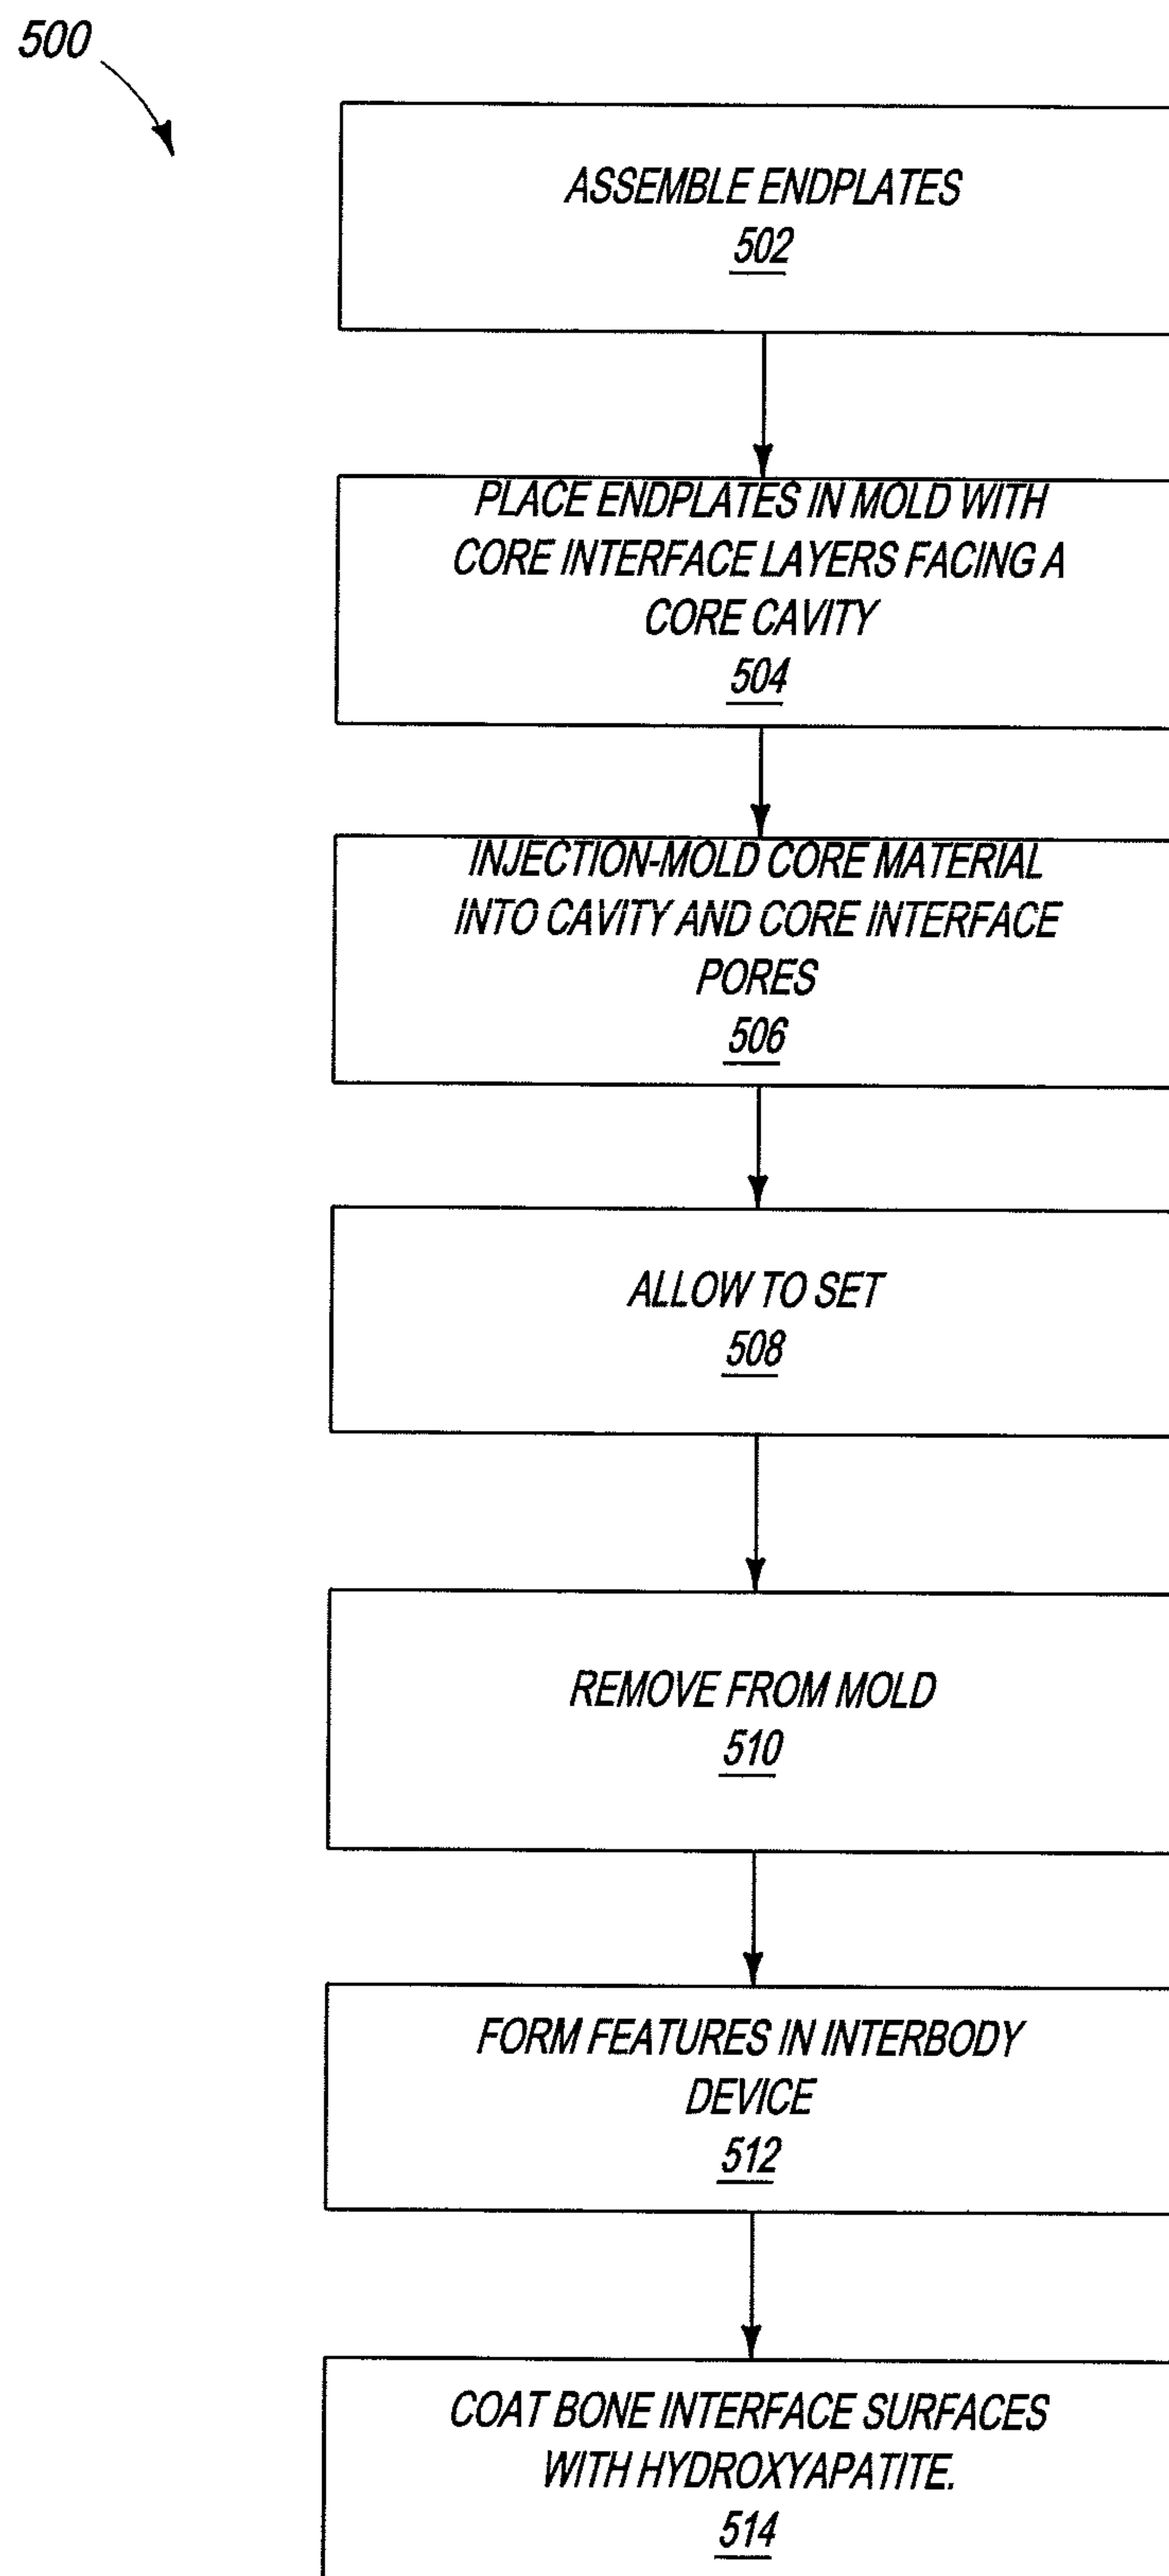 500
ASSEMBLE ENDPLATES
502
PLACE ENDPLATES IN MOLD WITH
CORE INTERFACE LAYERS FACING A
CORE CAVITY
504
INJECTION-MOLD CORE MATERIAL
INTO CAVITY AND CORE INTERFACE
PORES
506
ALLOW TO SET
508
REMOVE FROM MOLD
510
FORM FEATURES IN INTERBODY
DEVICE
512
COAT BONE INTERFACE SURFACES
WITH HYDROXYAPATITE.
514